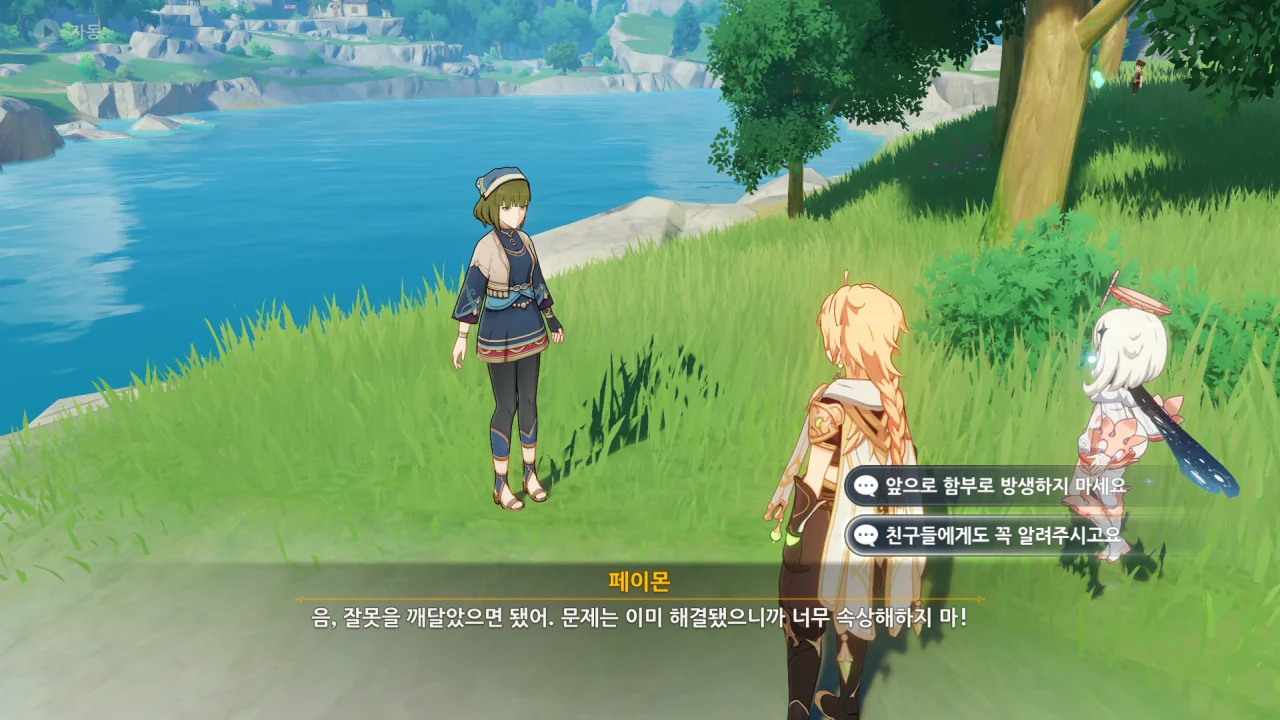 자동
앞으로 함부로 방생하지 마세요
친구들에게도 꼭 알려주시고요
페이몬
음, 잘못을 깨달았으면 됐어. 문제는 이미 해결됐으니까 너무 속상해하지 마!